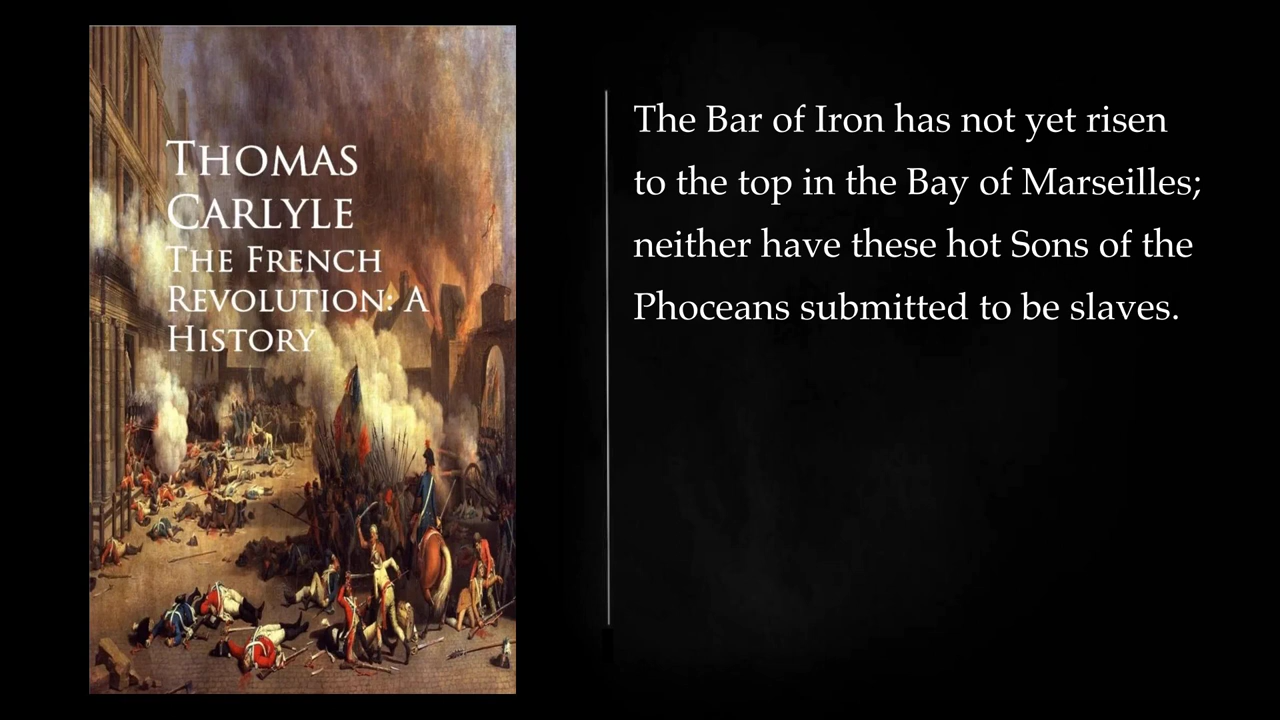 THOMAS
CARLYLE
THE FRENCH
REVOLUTION: A
HISTORY
The Bar of Iron has not yet risen
to the top in the Bay of Marseilles;
neither have these hot Sons of the
Phoceans submitted to be slaves.